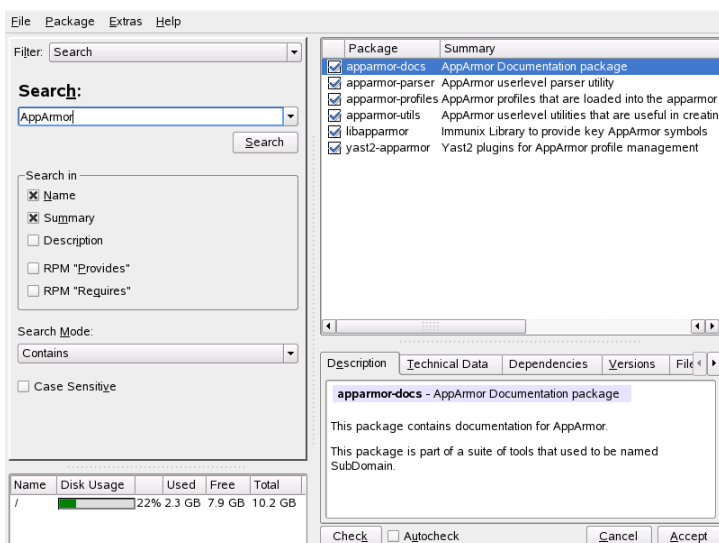 File Package Extras Help
Filter: Search
Search:
AppArmor
Search
Search in
Name
Summary
Description
RPM "Provides"
RPM "Requires"
Search Mode:
Contains
Case Sensitive
Name Disk Usage Used Free Total
/ 22% 2.3 GB 7.9 GB 10.2 GB
Package Summary
apparmor-docs AppArmor Documentation package
apparmor-parser AppArmor userlevel parser utility
apparmor-profiles AppArmor profiles that are loaded into the apparmor
apparmor-utils AppArmor userlevel utilities that are useful in creatin
libapparmor Immunix Library to provide key AppArmor symbols
yast2-apparmor Yast2 plugins for AppArmor profile management
Description Technical Data Dependencies Versions File
apparmor-docs - AppArmor Documentation package
This package contains documentation for AppArmor.
This package is part of a suite of tools that used to be named
SubDomain.
Check Autocheck Cancel Accept